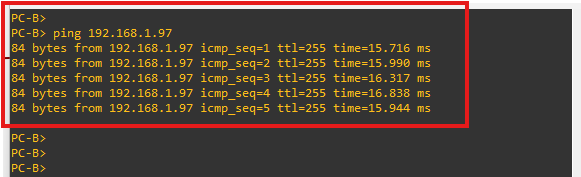 PC-B>
PC-B> ping 192.168.1.97
84 bytes from 192.168.1.97 icmp_seq=1 ttl=255 time=15.716 ms
84 bytes from 192.168.1.97 icmp_seq=2 ttl=255 time=15.990 ms
84 bytes from 192.168.1.97 icmp_seq=3 ttl=255 time=16.317 ms
84 bytes from 192.168.1.97 icmp_seq=4 ttl=255 time=16.838 ms
84 bytes from 192.168.1.97 icmp_seq=5 ttl=255 time=15.944 ms
PC-B>
PC-B>
PC-B>